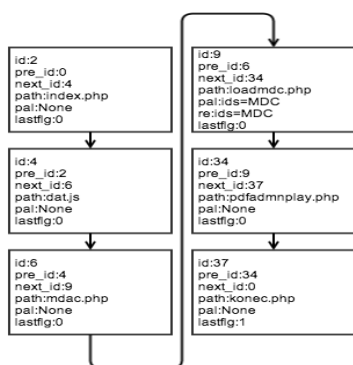 id:2
pre_id:0
next_id:4
path:index.php
pal:None
lastflg:0
id:4
pre_id:2
next_id:6
path:dat.js
pal:None
lastflg:0
id:6
pre_id:4
next_id:9
path:mdac.php
pal:None
lastflg:0
id:9
pre_id:6
next_id:34
path:loadmdc.php
pal:ids=MDC
re:ids=MDC
lastflg:0
id:34
pre_id:9
next_id:37
path:pdfadmnplay.php
pal:None
lastflg:0
id:37
pre_id:34
next_id:0
path:konec.php
pal:None
lastflg:1